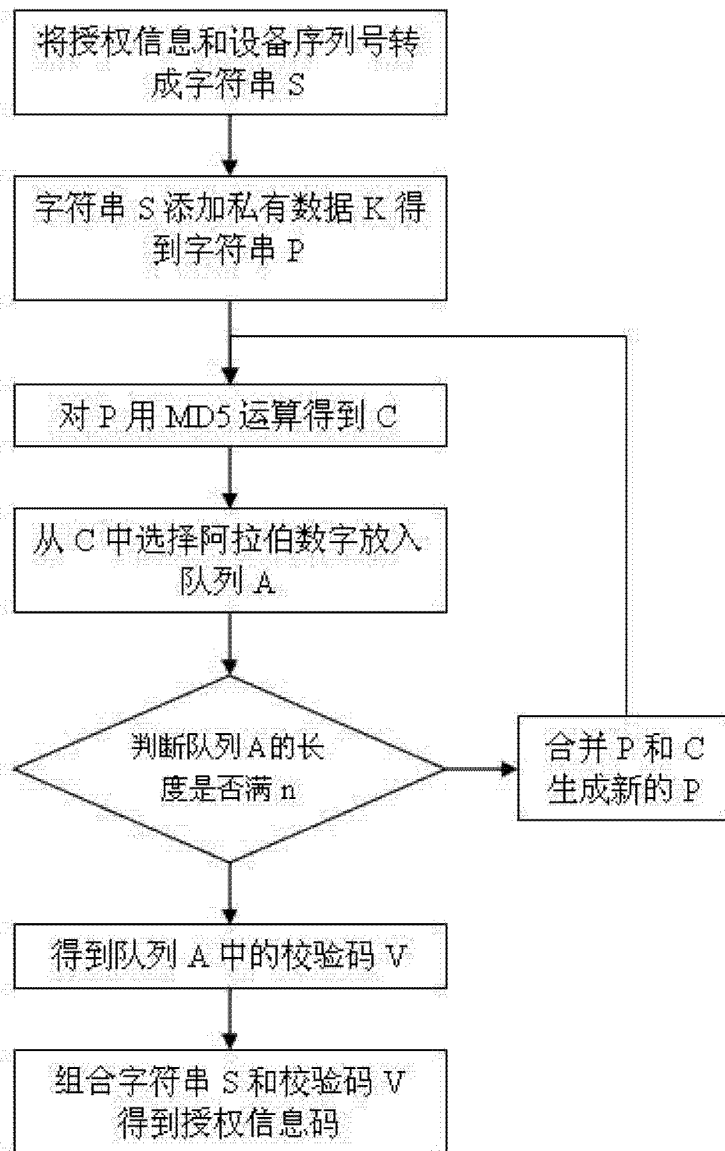 将授权信息和设备序列号转
成字符串 S
字符串 S 添加私有数据 K 得
到字符串 P
对 P 用 MD5 运算得到 C
从 C 中选择阿拉伯数字放入
队列 A
判断队列 A 的长
度是否满 n
合并 P 和 C
生成新的 P
得到队列 A 中的校验码 V
组合字符串 S 和校验码 V
得到授权信息码